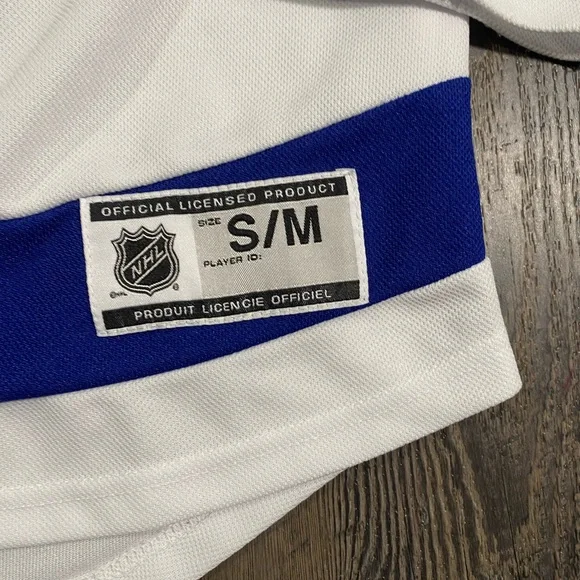 OFFICIAL LICENSED PRODUCT
SIZE S/M
PLAYER ID:
NHL
PRODUIT LICENCIE OFFICIEL